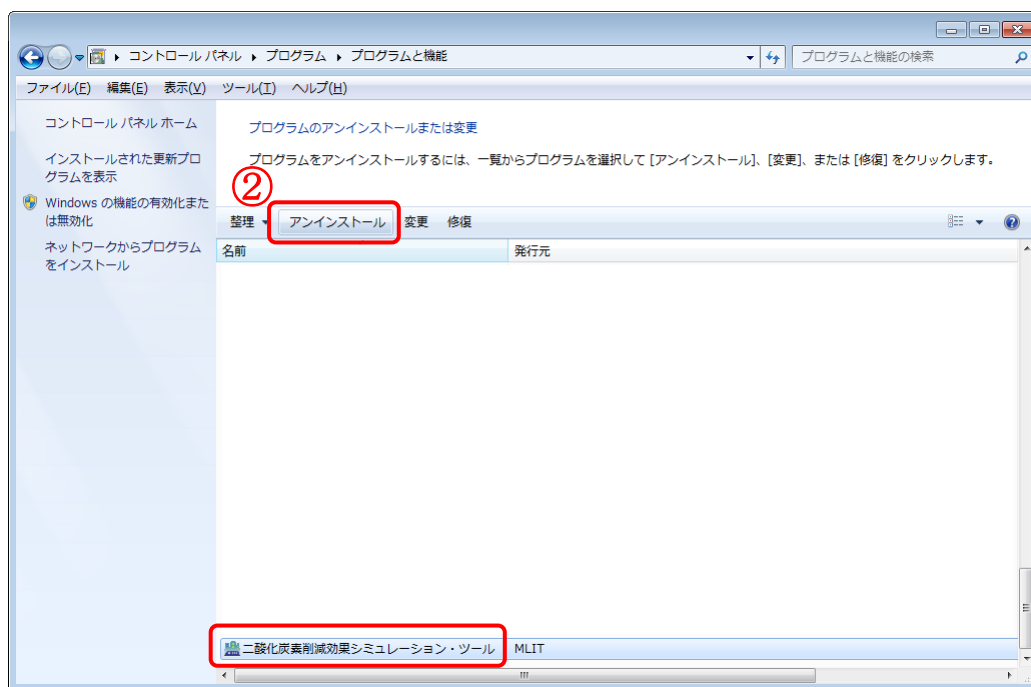 コントロール パネル ▸ プログラム ▸ プログラムと機能
プログラムと機能の検索
ファイル(F) 編集(E) 表示(V) ツール(T) ヘルプ(H)
コントロール パネル ホーム
インストールされた更新プロ
グラムを表示
Windows の機能の有効化また
は無効化
ネットワークからプログラム
をインストール
プログラムのアンインストールまたは変更
プログラムをアンインストールするには、一覧からプログラムを選択して [アンインストール]、[変更]、または [修復] をクリックします。
②
整理 アンインストール 変更 修復
名前 発行元
二酸化炭素削減効果シミュレーション・ツール MLIT